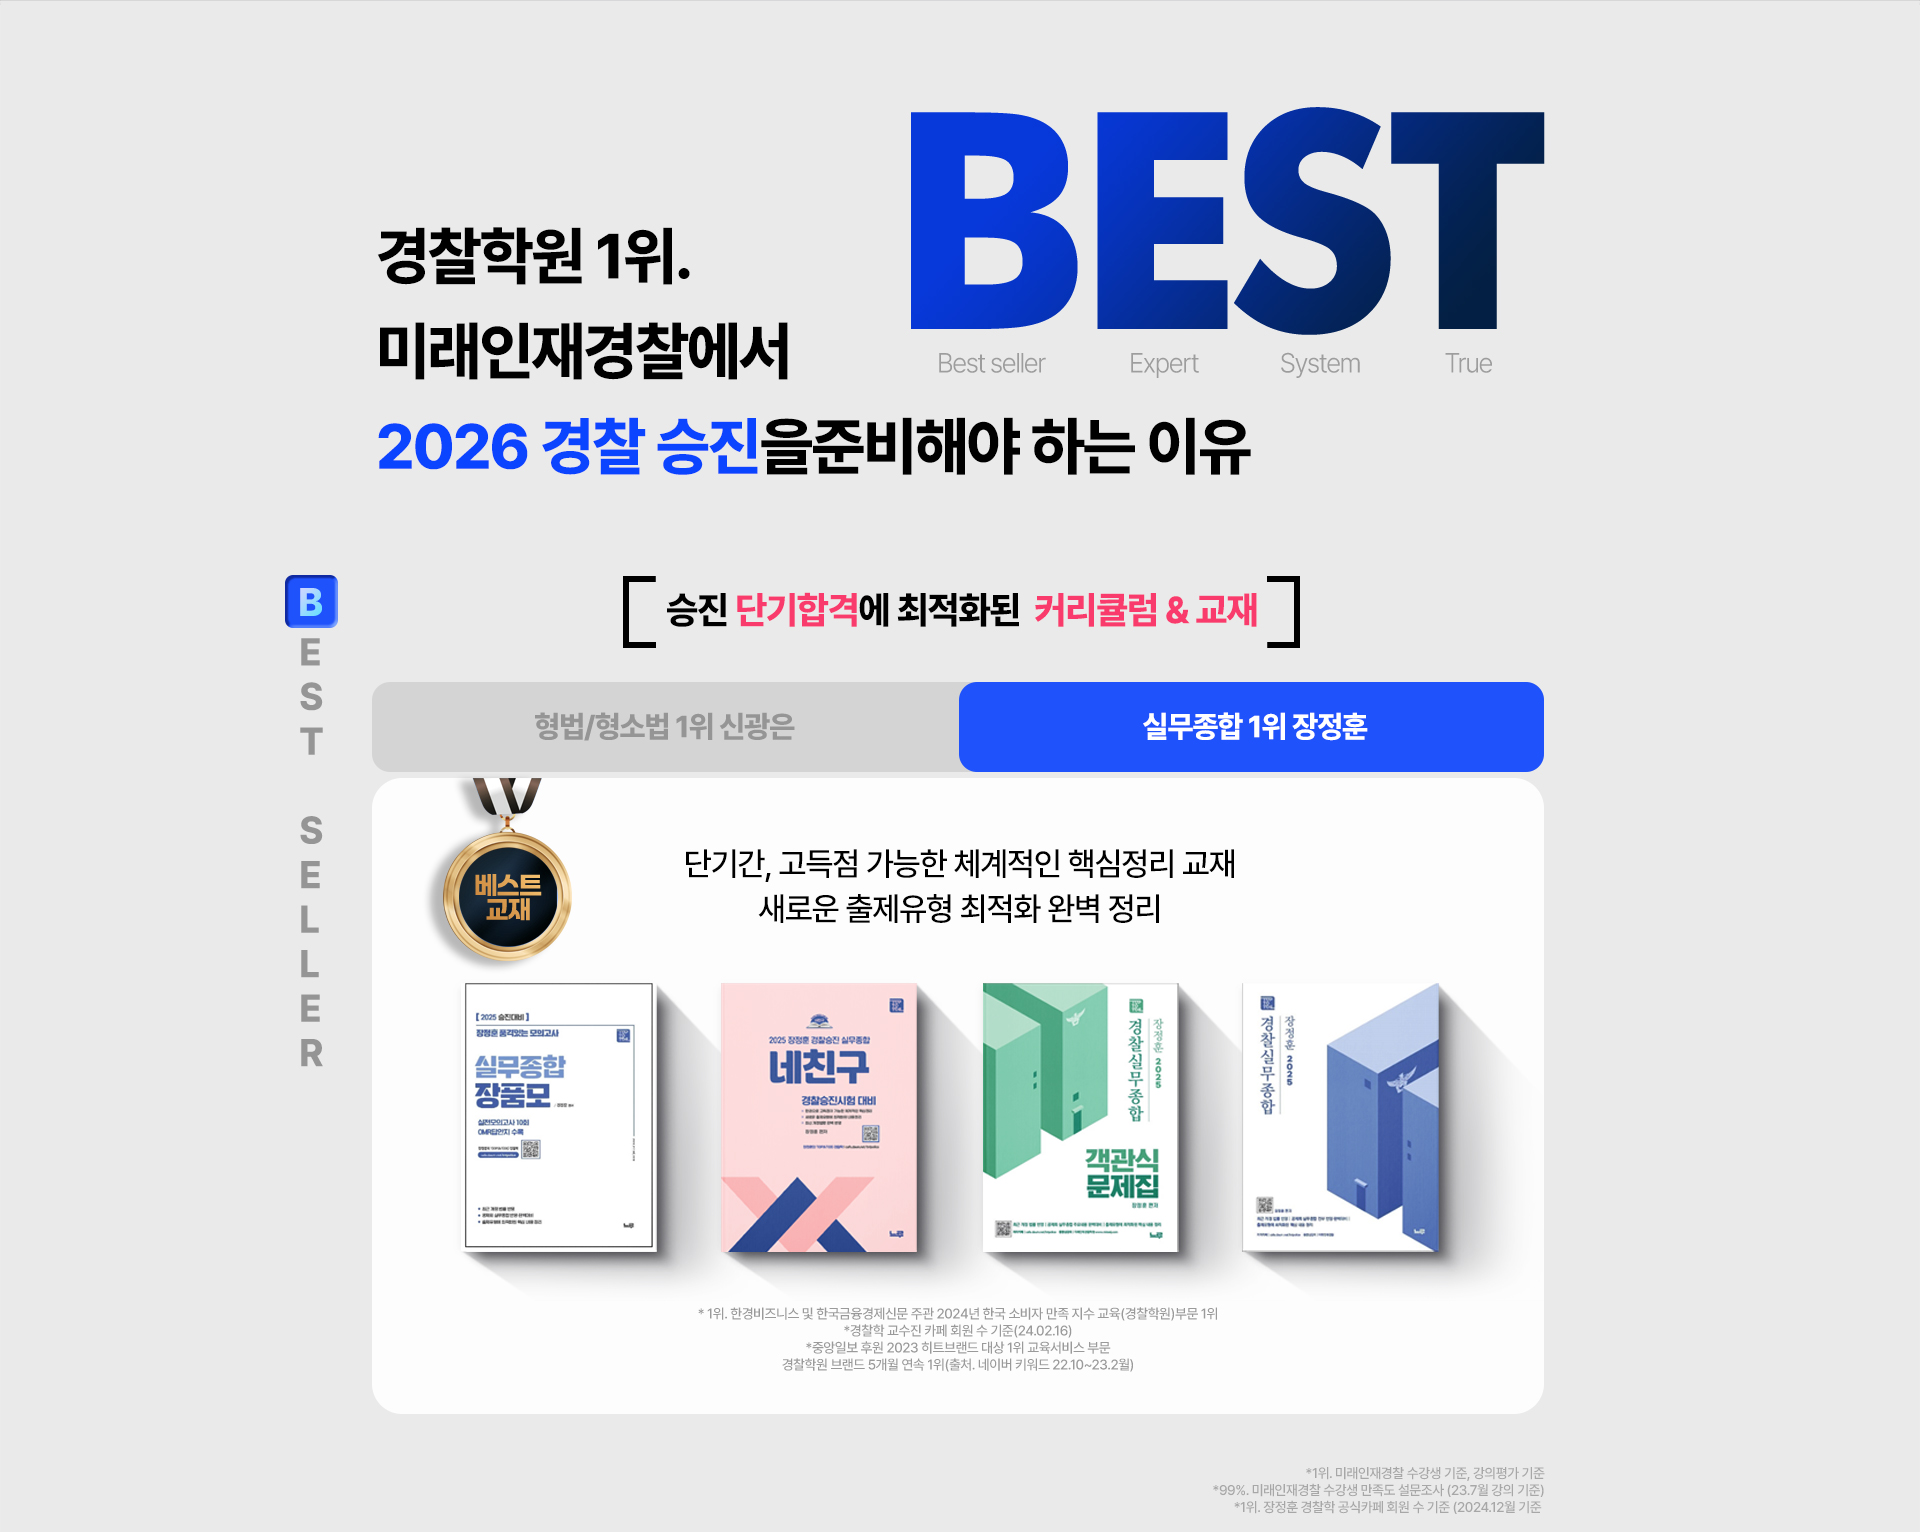 BEST
Best seller
Expert
System
True
경찰학원 1위.
미래인재경찰에서
2026 경찰 승진을준비해야 하는 이유
BEST SELLER
승진 단기합격에 최적화된 커리큘럼 & 교재
형법/형소법 1위 신광은
실무종합 1위 장정훈
베스트
교재
단기간, 고득점 가능한 체계적인 핵심정리 교재
새로운 출제유형 최적화 완벽 정리
[ 2025 승진대비 ]
장정훈 품격있는 모의고사
실무종합
장품모
실전모의고사 10회
OMR답안지 수록
2025 장정훈 경찰승진 실무종합
네친구
경찰승진시험 대비
장정훈 편저
장정훈 2025
경찰실무종합
객관식
문제집
장정훈 편저
장정훈 2025
경찰실무종합
* 1위. 한경비즈니스 및 한국금융경제신문 주관 2024년 한국 소비자 만족 지수 교육(경찰학원)부문 1위
*경찰학 교수진 카페 회원 수 기준(24.02.16)
*중앙일보 후원 2023 히트브랜드 대상 1위 교육서비스 부문
경찰학원 브랜드 5개월 연속 1위(출처. 네이버 키워드 22.10~23.2월)
*1위. 미래인재경찰 수강생 기준, 강의평가 기준
*99%. 미래인재경찰 수강생 만족도 설문조사 (23.7월 강의 기준)
*1위. 장정훈 경찰학 공식카페 회원 수 기준 (2024.12월 기준